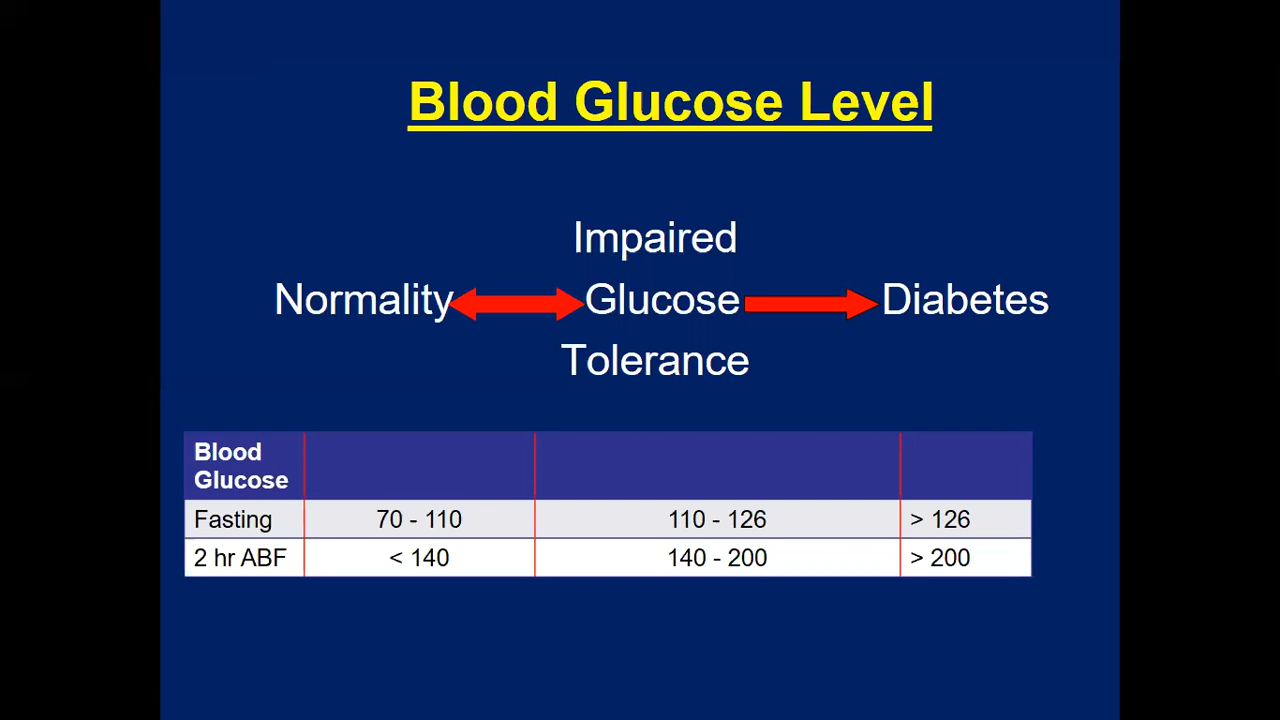 Blood Glucose Level
Impaired
Normality Glucose Diabetes
Tolerance
Blood
Glucose
Fasting 70 - 110 110 - 126 > 126
2 hr ABF < 140 140 - 200 > 200